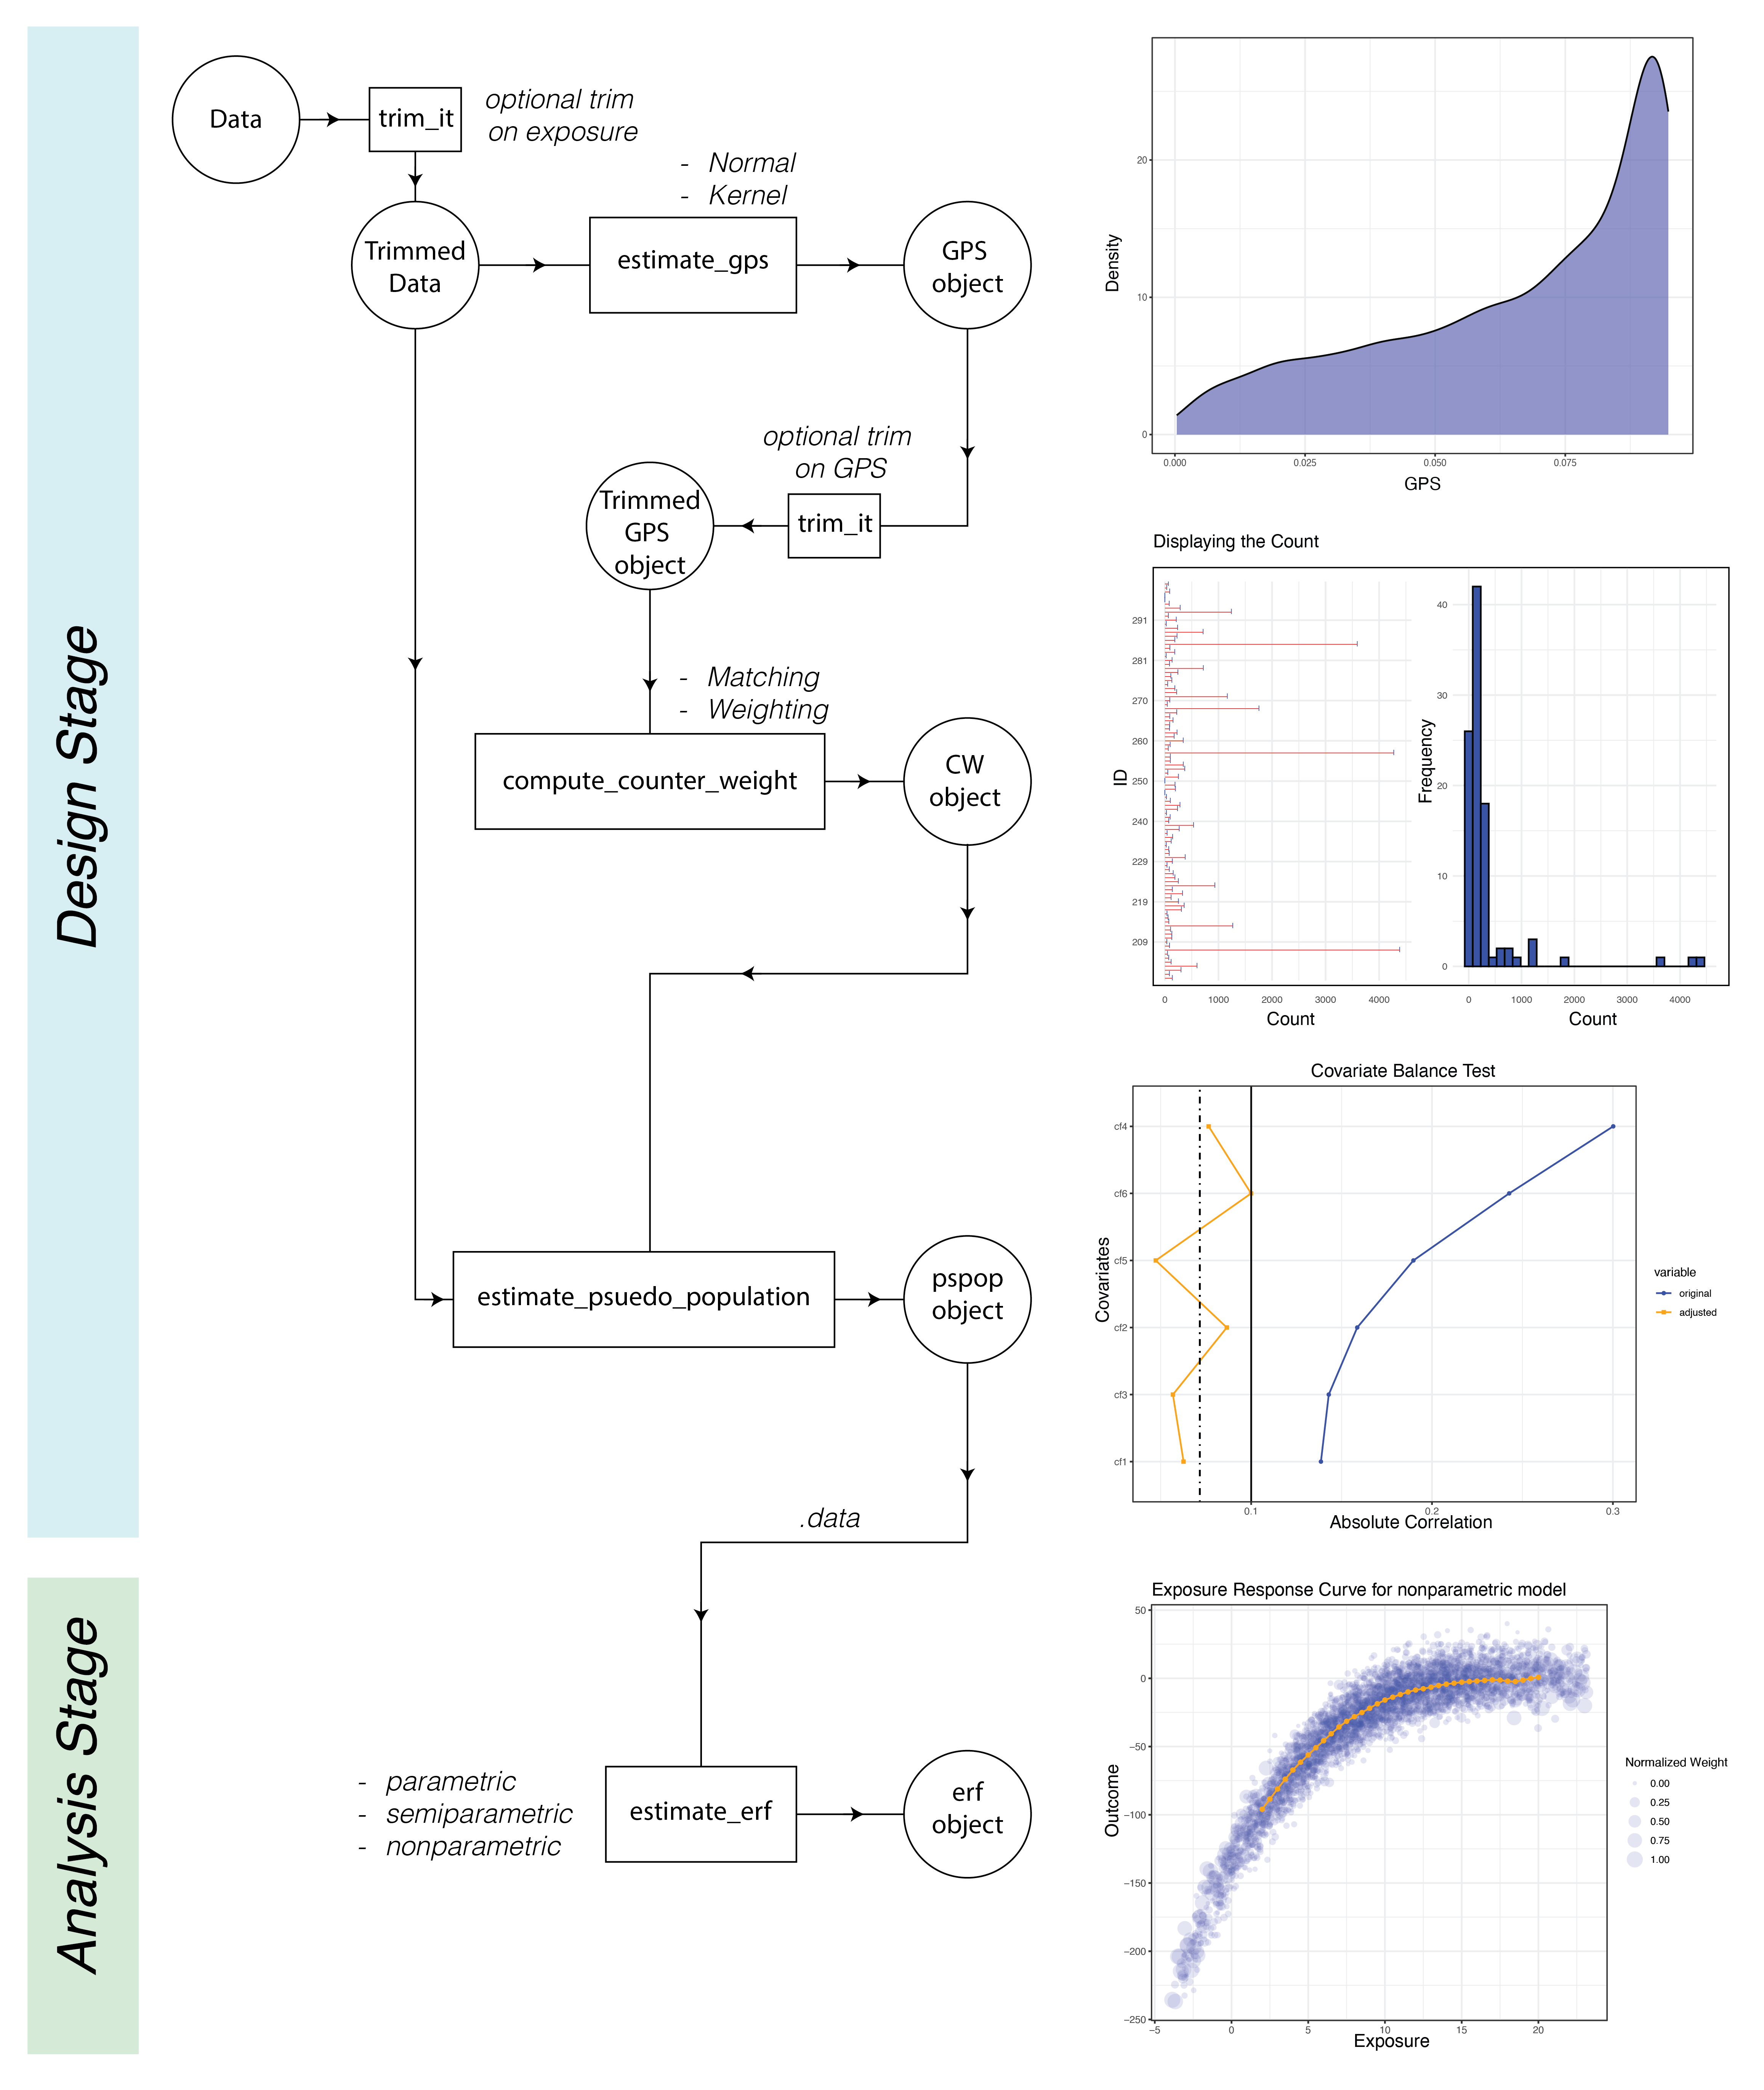 Design Stage
Analysis Stage
Data
trim_it
optional trim
on exposure
Trimmed
Data
- Normal
- Kernel
estimate_gps
GPS
object
optional trim
on GPS
trim_it
Trimmed
GPS
object
- Matching
- Weighting
compute_counter_weight
CW
object
estimate_psuedo_population
pspop
object
.data
- parametric
- semiparametric
- nonparametric
estimate_erf
erf
object
Density
20
10
0
0.000 0.025 0.050 0.075
GPS
Displaying the Count
ID
291
281
270
260
250
240
229
219
209
0 1000 2000 3000 4000
Count
Frequency
40
30
20
10
0
0 1000 2000 3000 4000
Count
Covariate Balance Test
Covariates
cf4
cf6
cf5
cf2
cf3
cf1
0.1 0.2 0.3
Absolute Correlation
variable
original
adjusted
Exposure Response Curve for nonparametric model
Outcome
50
0
−50
−100
−150
−200
−250
−5 0 5 10 15 20
Exposure
Normalized Weight
0.00
0.25
0.50
0.75
1.00